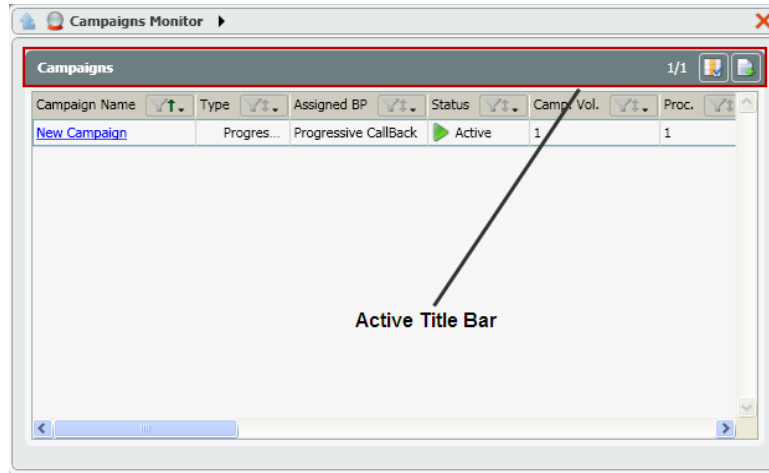 Campaigns Monitor
Campaigns 1/1
Campaign Name Type Assigned BP Status Camp. Vol. Proc.
New Campaign Progres... Progressive CallBack Active 1 1
Active Title Bar